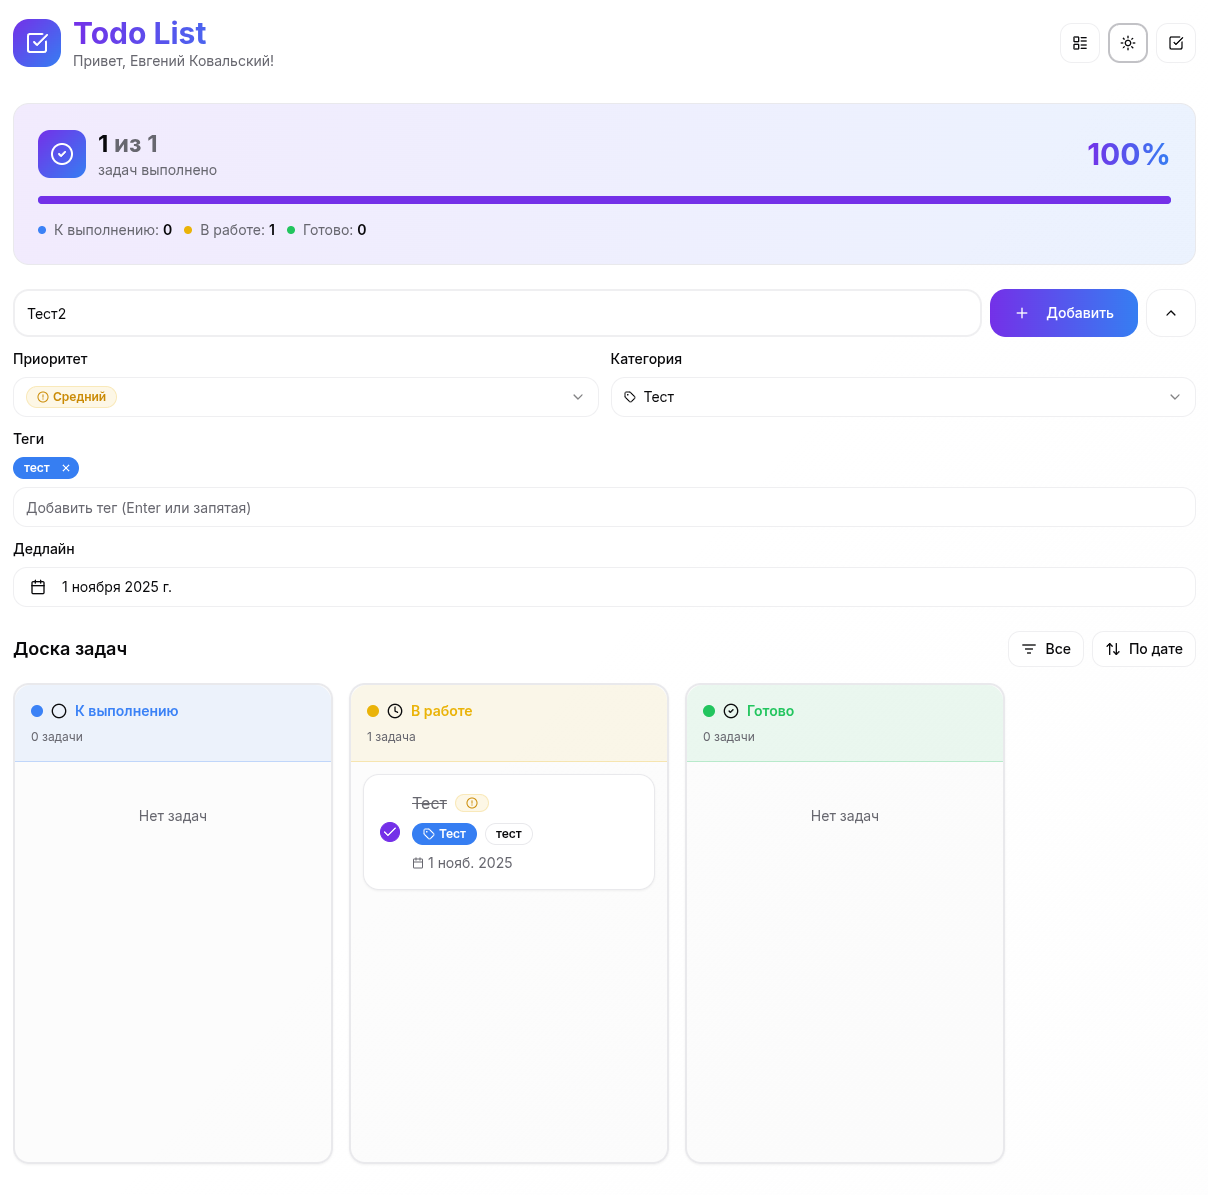 Todo List
Привет, Евгений Ковальский!
1 из 1
задач выполнено
100%
К выполнению: 0 В работе: 1 Готово: 0
Тест2
Добавить
Приоритет
Категория
Средний
Тест
Теги
тест
Добавить тег (Enter или запятая)
Дедлайн
1 ноября 2025 г.
Доска задач
Все
По дате
К выполнению
0 задачи
Нет задач
В работе
1 задача
Тест
Тест тест
1 нояб. 2025
Готово
0 задачи
Нет задач